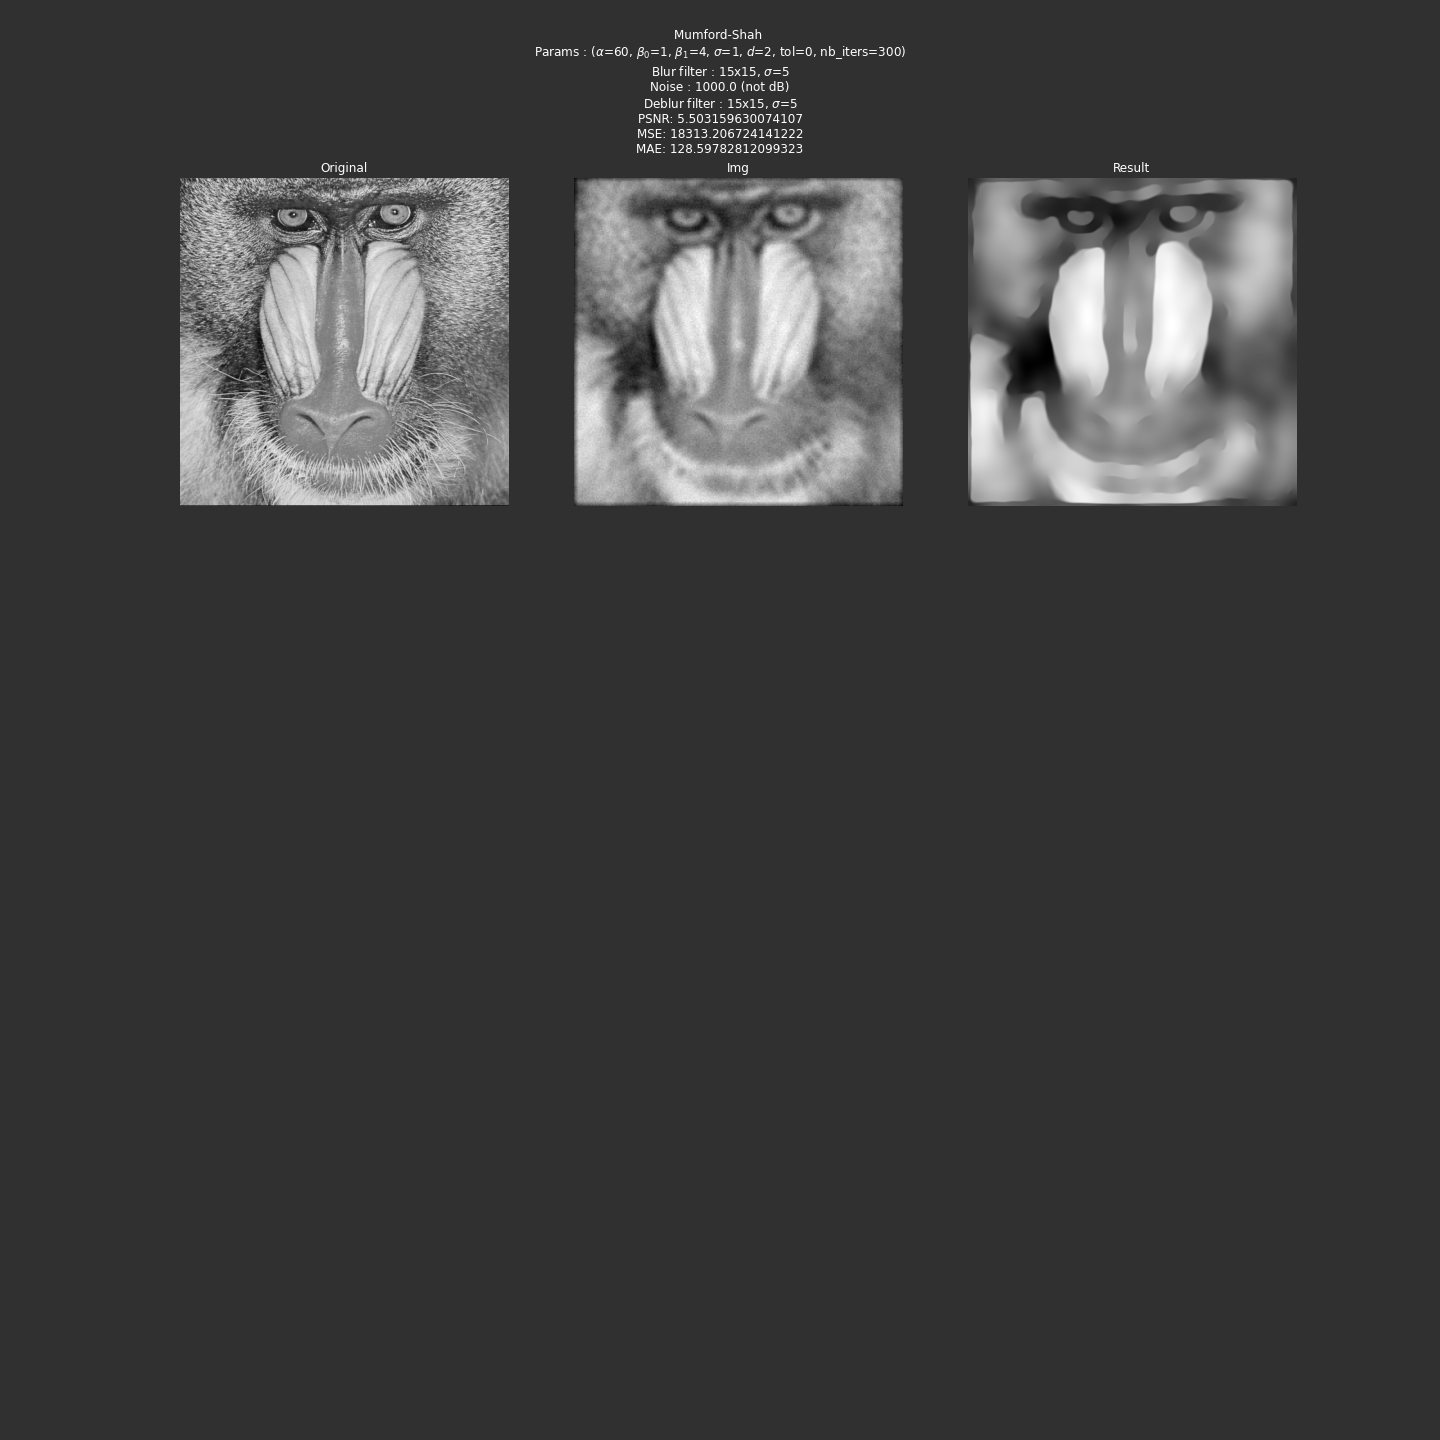 Mumford-Shah
Params : (α=60, β₀=1, β₁=4, σ=1, d=2, tol=0, nb_iters=300)
Blur filter : 15x15, σ=5
Noise : 1000.0 (not dB)
Deblur filter : 15x15, σ=5
PSNR: 5.503159630074107
MSE: 18313.206724141222
MAE: 128.59782812099323
Original
Img
Result